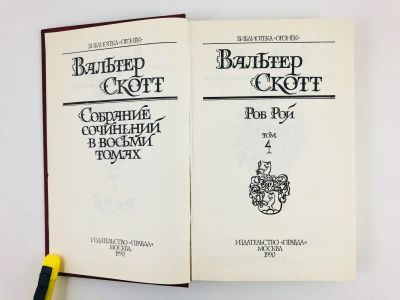 БИБЛИОТЕКА «ОГОНЕК»
ВАЛЬТЕР
СКОТТ
СОБРАНИЕ
СОЧИНЕНИЙ
В ВОСЬМИ
ТОМАХ
ИЗДАТЕЛЬСТВО «ПРАВДА»
МОСКВА
1990
БИБЛИОТЕКА «ОГОНЕК»
ВАЛЬТЕР
СКОТТ
РОБ РОЙ
ТОМ
4
ИЗДАТЕЛЬСТВО «ПРАВДА»
МОСКВА
1990